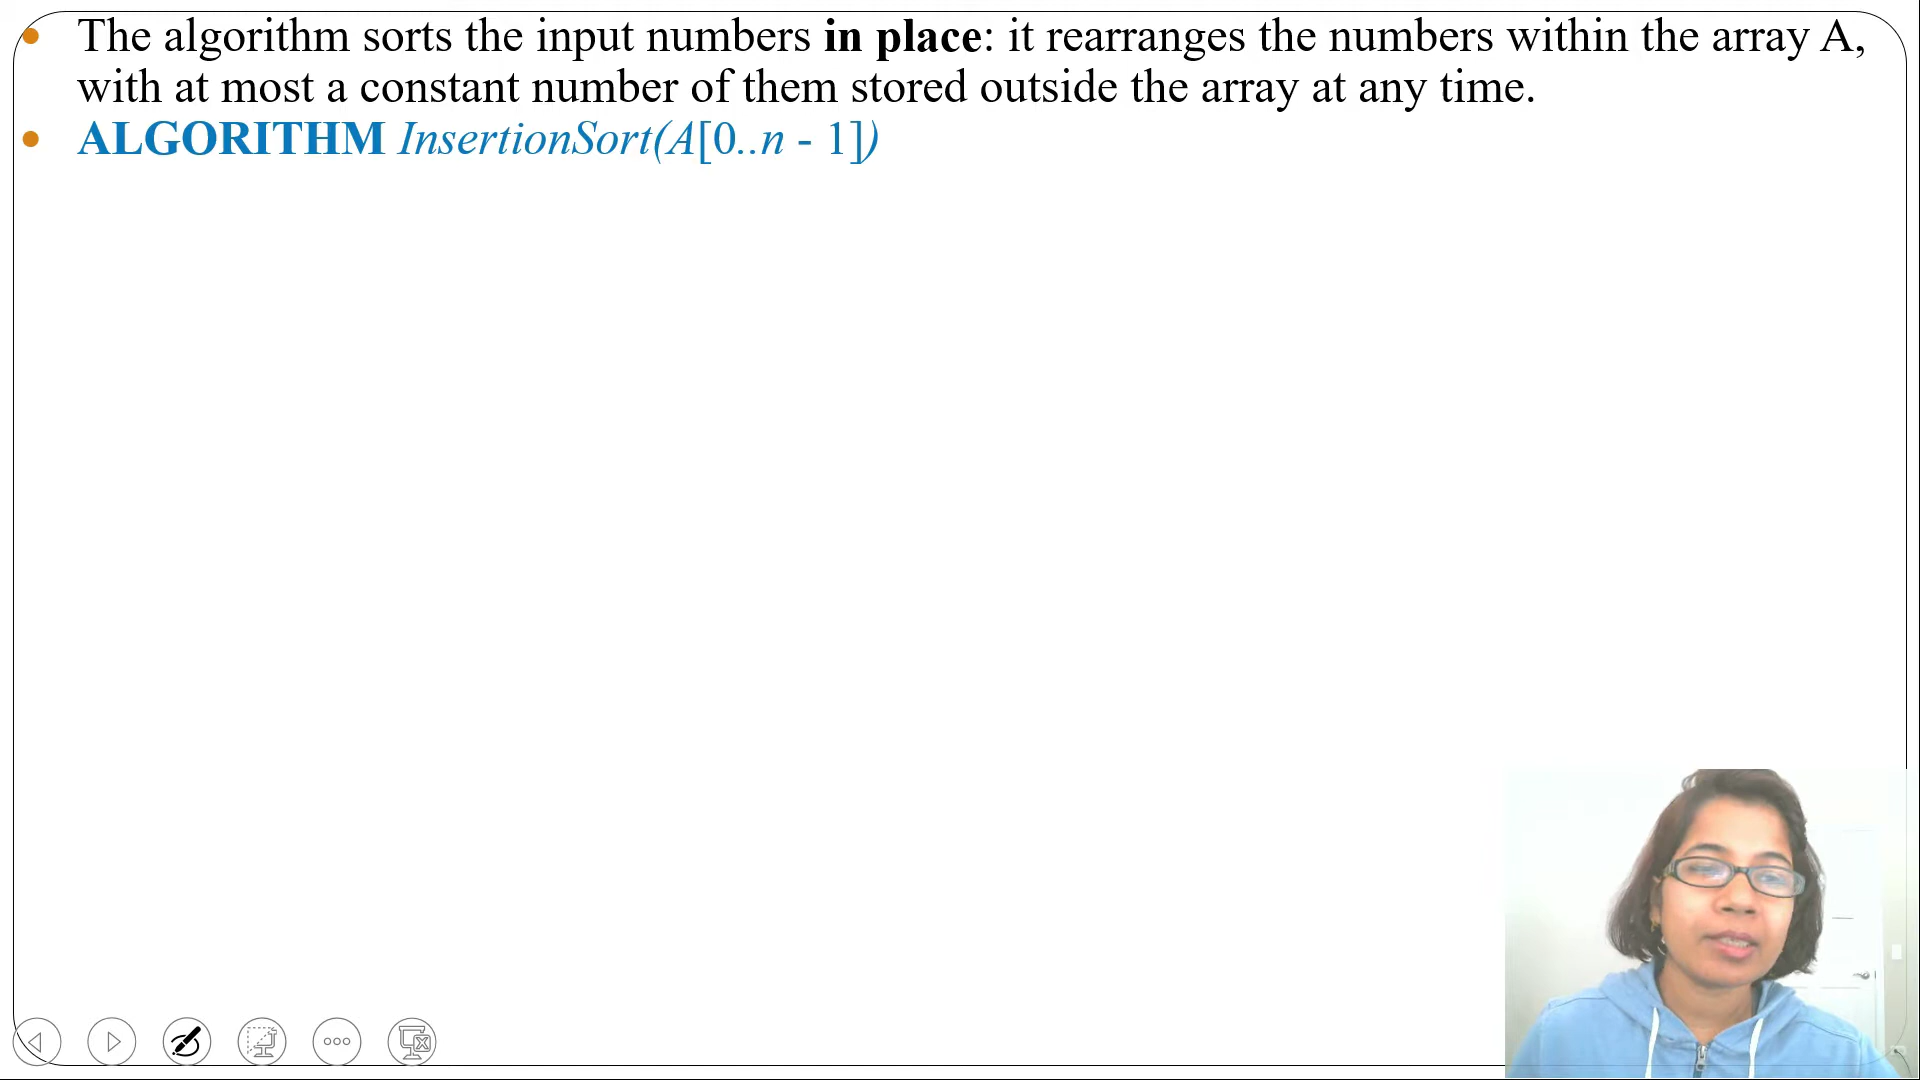 The algorithm sorts the input numbers in place: it rearranges the numbers within the array A,
with at most a constant number of them stored outside the array at any time.
ALGORITHM InsertionSort(A[0..n - 1])